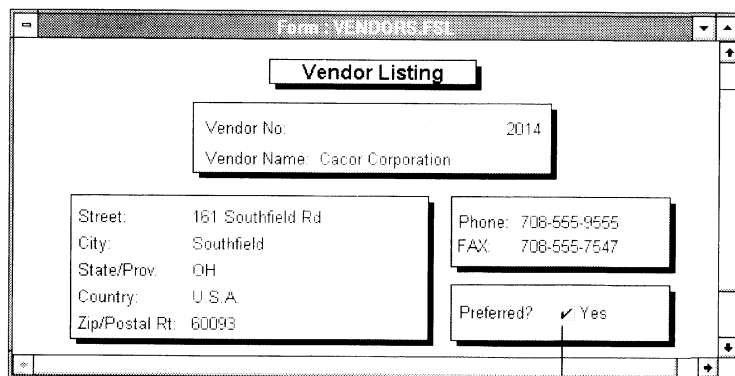 Form : VENDORS.FSL
Vendor Listing
Vendor No: 2014
Vendor Name: Cacor Corporation
Street: 161 Southfield Rd
City: Southfield
State/Prov: OH
Country: U.S.A.
Zip/Postal Rt: 60093
Phone: 708-555-9555
FAX: 708-555-7547
Preferred? ✔ Yes